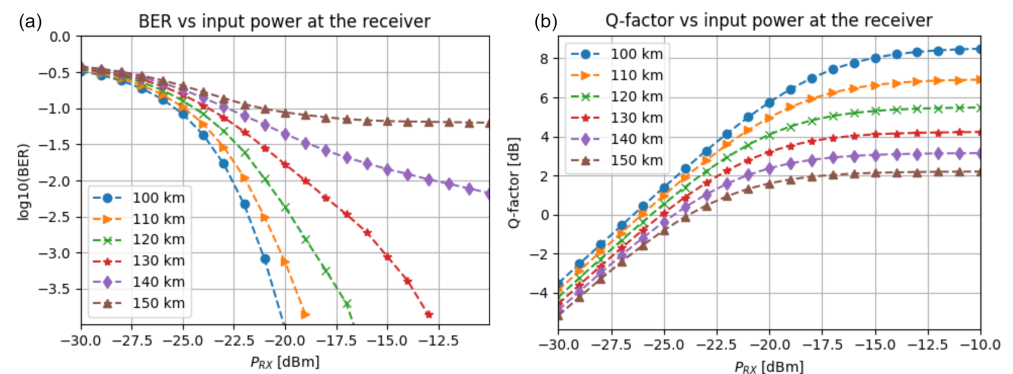 (a)
BER vs input power at the receiver
log10(BER)
0.0
−0.5
−1.0
−1.5
−2.0
−2.5
−3.0
−3.5
100 km
110 km
120 km
130 km
140 km
150 km
−30.0 −27.5 −25.0 −22.5 −20.0 −17.5 −15.0 −12.5
P_RX [dBm]
(b)
Q-factor vs input power at the receiver
Q-factor [dB]
8
6
4
2
0
−2
−4
100 km
110 km
120 km
130 km
140 km
150 km
−30.0 −27.5 −25.0 −22.5 −20.0 −17.5 −15.0 −12.5 −10.0
P_RX [dBm]